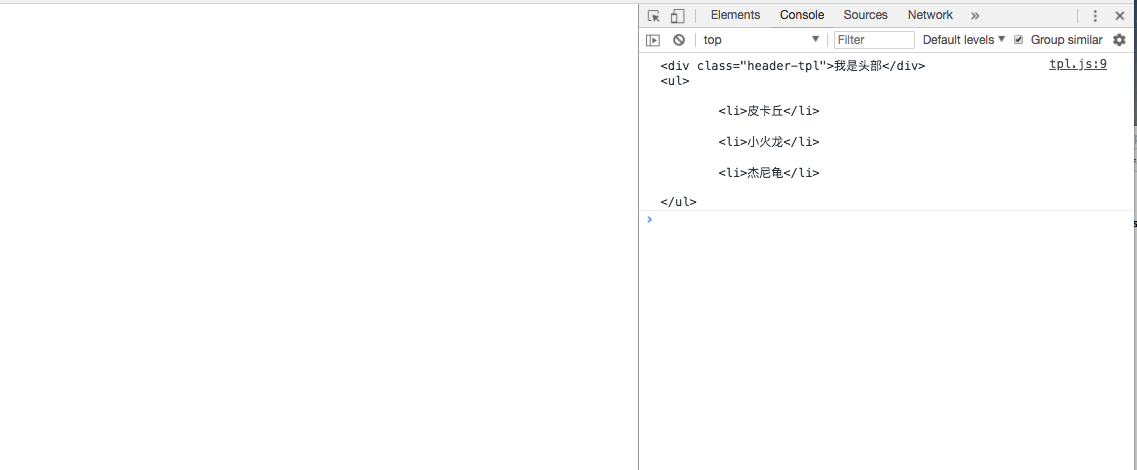 Elements Console Sources Network »
top Filter Default levels Group similar
<div class="header-tpl">我是头部</div> tpl.js:9
<ul>
<li>皮卡丘</li>
<li>小火龙</li>
<li>杰尼龟</li>
</ul>